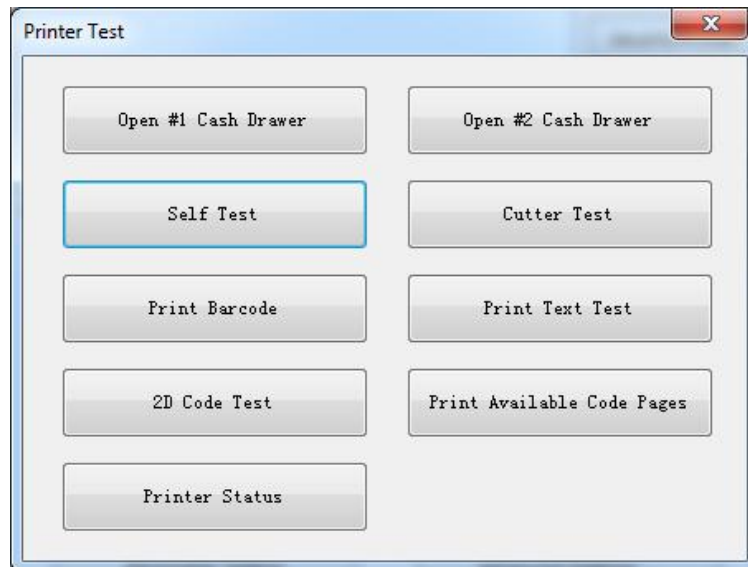 Printer Test
Open #1 Cash Drawer
Open #2 Cash Drawer
Self Test
Cutter Test
Print Barcode
Print Text Test
2D Code Test
Print Available Code Pages
Printer Status